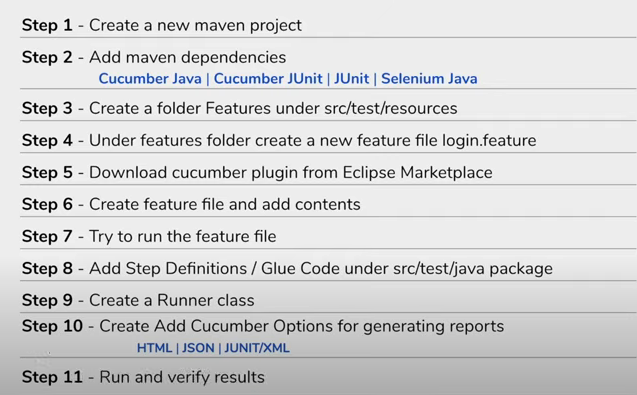 Step 1 - Create a new maven project
Step 2 - Add maven dependencies
Cucumber Java | Cucumber JUnit | JUnit | Selenium Java
Step 3 - Create a folder Features under src/test/resources
Step 4 - Under features folder create a new feature file login.feature
Step 5 - Download cucumber plugin from Eclipse Marketplace
Step 6 - Create feature file and add contents
Step 7 - Try to run the feature file
Step 8 - Add Step Definitions / Glue Code under src/test/java package
Step 9 - Create a Runner class
Step 10 - Create Add Cucumber Options for generating reports
HTML | JSON | JUNIT/XML
Step 11 - Run and verify results